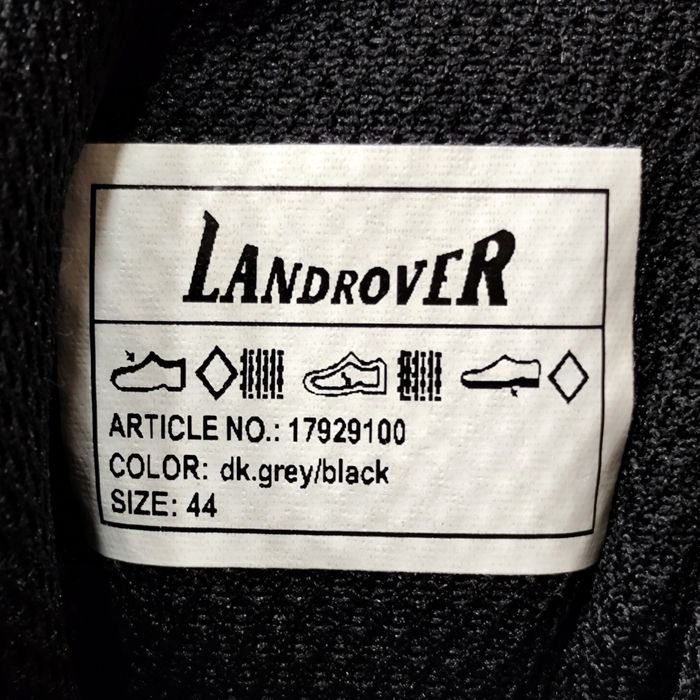 LANDROVER
ARTICLE NO.: 17929100
COLOR: dk.grey/black
SIZE: 44